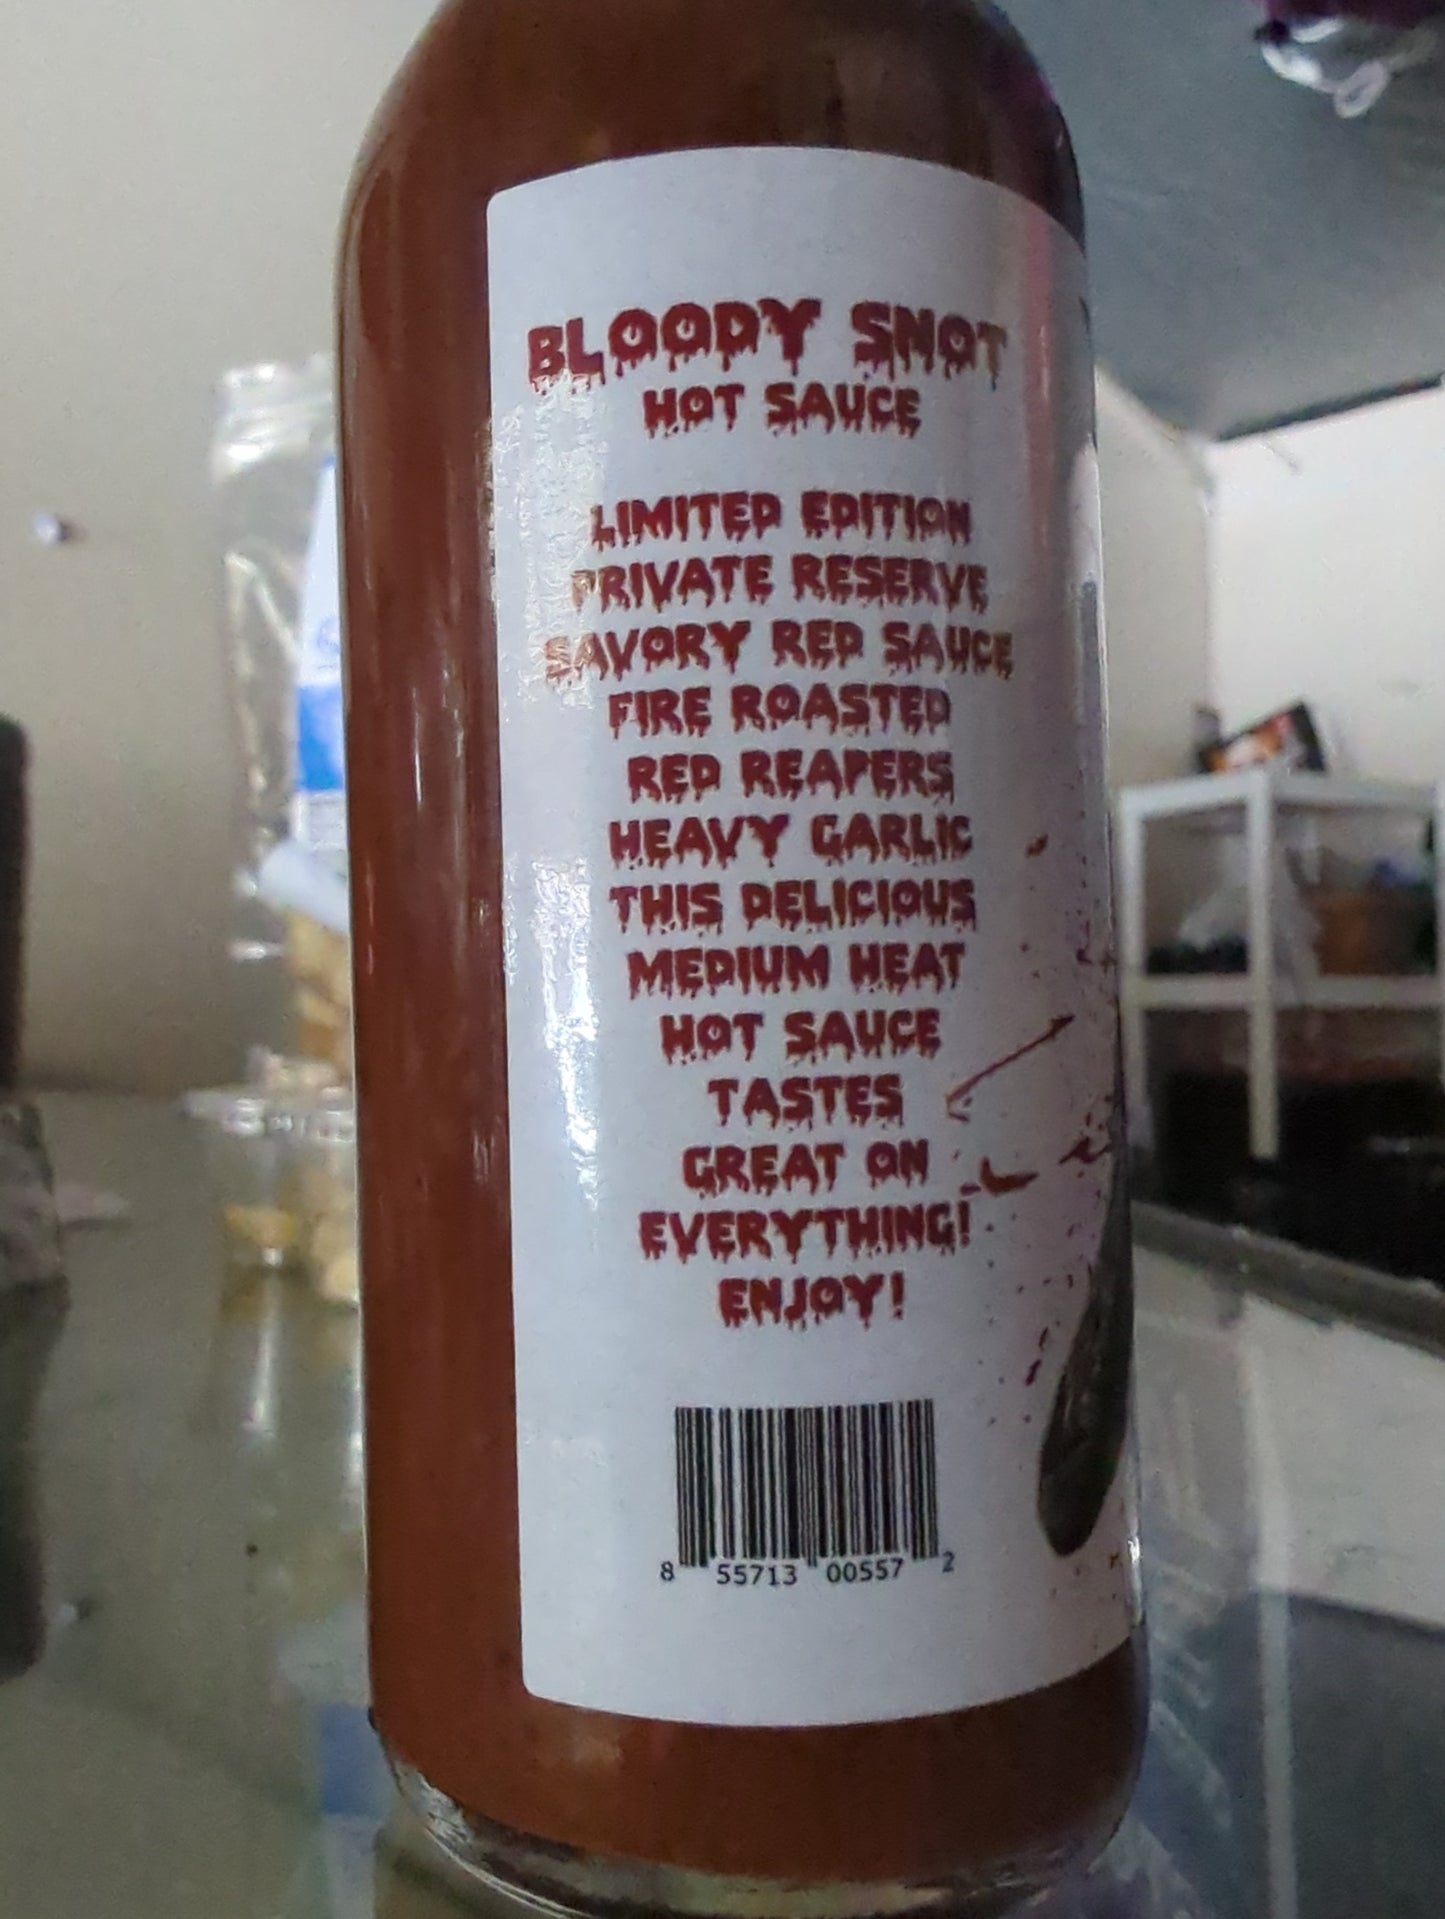 BLOODY SNOT
HOT SAUCE
LIMITED EDITION
PRIVATE RESERVE
SAVORY RED SAUCE
FIRE ROASTED
RED REAPERS
HEAVY GARLIC
THIS DELICIOUS
MEDIUM HEAT
HOT SAUCE
TASTES
GREAT ON
EVERYTHING!
ENJOY!
8 55713 00557 2